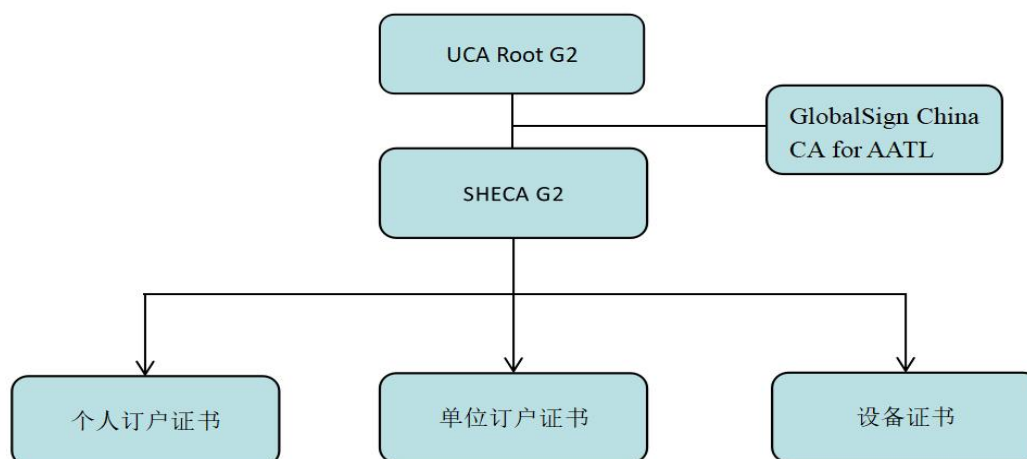 UCA Root G2
GlobalSign China
CA for AATL
SHECA G2
个人订户证书
单位订户证书
设备证书